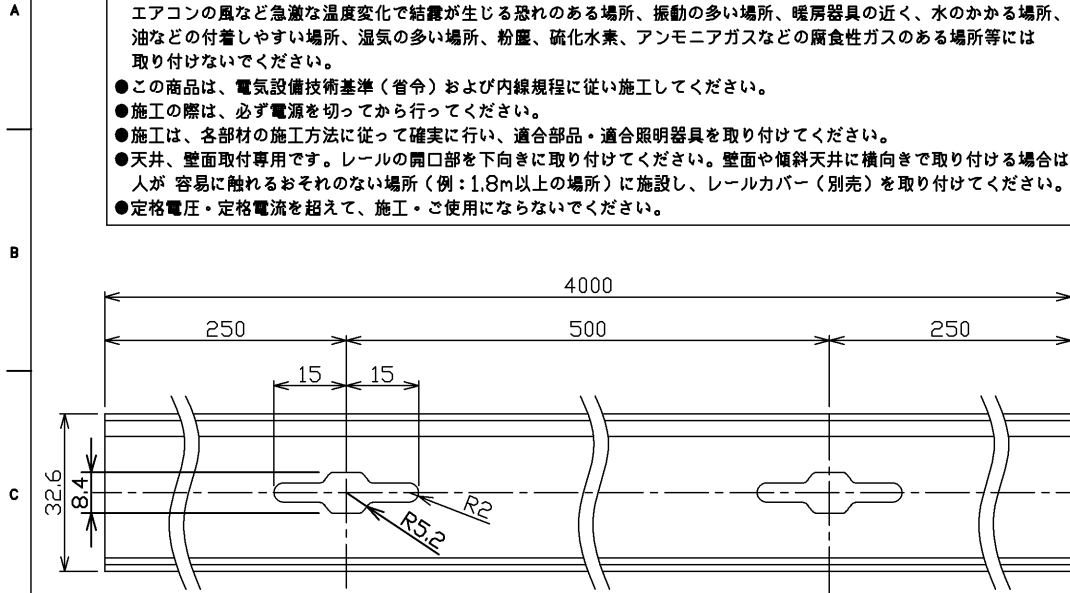 A
エアコンの風など急激な温度変化で結露が生じる恐れのある場所、振動の多い場所、暖房器具の近く、水のかかる場所、
油などの付着しやすい場所、湿気の多い場所、粉塵、硫化水素、アンモニアガスなどの腐食性ガスのある場所等には
取り付けないでください。
●この商品は、電気設備技術基準（省令）および内線規程に従い施工してください。
●施工の際は、必ず電源を切ってから行ってください。
●施工は、各部材の施工方法に従って確実に行い、適合部品・適合照明器具を取り付けてください。
●天井、壁面取付専用です。レールの開口部を下向きに取り付けてください。壁面や傾斜天井に横向きで取り付ける場合は
人が 容易に触れるおそれのない場所（例：1.8m以上の場所）に施設し、レールカバー（別売）を取り付けてください。
●定格電圧・定格電流を超えて、施工・ご使用にならないでください。
B
4000
250 500 250
15 15
C
32.6
8.4
R2
R5.2